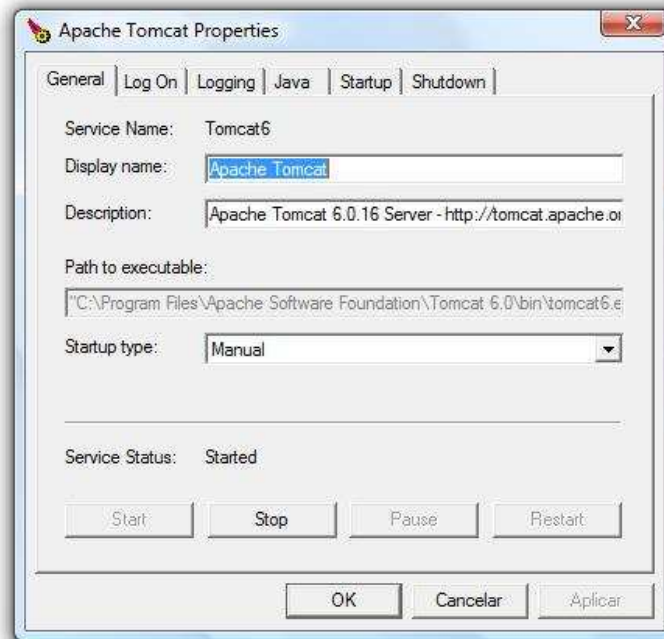 Apache Tomcat Properties
General Log On Logging Java Startup Shutdown
Service Name: Tomcat6
Display name: Apache Tomcat
Description: Apache Tomcat 6.0.16 Server - http://tomcat.apache.or
Path to executable:
"C:\Program Files\Apache Software Foundation\Tomcat 6.0\bin\tomcat6.e
Startup type: Manual
Service Status: Started
Start Stop Pause Restart
OK Cancelar Aplicar